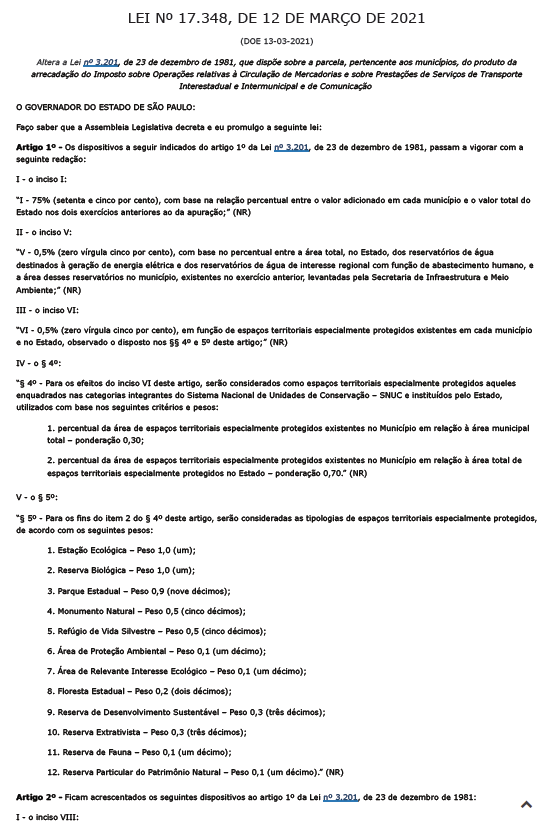 LEI Nº 17.348, DE 12 DE MARÇO DE 2021
(DOE 13-03-2021)
Altera a Lei nº 3.201, de 23 de dezembro de 1981, que dispõe sobre a parcela, pertencente aos municípios, do produto da
arrecadação do Imposto sobre Operações relativas à Circulação de Mercadorias e sobre Prestações de Serviços de Transporte
Interestadual e Intermunicipal e de Comunicação
O GOVERNADOR DO ESTADO DE SÃO PAULO:
Faço saber que a Assembleia Legislativa decreta e eu promulgo a seguinte lei:
Artigo 1º - Os dispositivos a seguir indicados do artigo 1º da Lei nº 3.201, de 23 de dezembro de 1981, passam a vigorar com a
seguinte redação:
I - o inciso I:
“I - 75% (setenta e cinco por cento), com base na relação percentual entre o valor adicionado em cada município e o valor total do
Estado nos dois exercícios anteriores ao da apuração;” (NR)
II - o inciso V:
“V - 0,5% (zero vírgula cinco por cento), com base no percentual entre a área total, no Estado, dos reservatórios de água
destinados à geração de energia elétrica e dos reservatórios de água de interesse regional com função de abastecimento humano, e
a área desses reservatórios no município, existentes no exercício anterior, levantadas pela Secretaria de Infraestrutura e Meio
Ambiente;” (NR)
III - o inciso VI:
“VI - 0,5% (zero vírgula cinco por cento), em função de espaços territoriais especialmente protegidos existentes em cada município
e no Estado, observado o disposto nos §§ 4º e 5º deste artigo;” (NR)
IV - o § 4º:
“§ 4º - Para os efeitos do inciso VI deste artigo, serão considerados como espaços territoriais especialmente protegidos aqueles
enquadrados nas categorias integrantes do Sistema Nacional de Unidades de Conservação – SNUC e instituídos pelo Estado,
utilizados com base nos seguintes critérios e pesos:
1. percentual da área de espaços territoriais especialmente protegidos existentes no Município em relação à área municipal
total – ponderação 0,30;
2. percentual da área de espaços territoriais especialmente protegidos existentes no Município em relação à área total de
espaços territoriais especialmente protegidos no Estado – ponderação 0,70.” (NR)
V - o § 5º:
“§ 5º - Para os fins do item 2 do § 4º deste artigo, serão consideradas as tipologias de espaços territoriais especialmente protegidos,
de acordo com os seguintes pesos:
1. Estação Ecológica – Peso 1,0 (um);
2. Reserva Biológica – Peso 1,0 (um);
3. Parque Estadual – Peso 0,9 (nove décimos);
4. Monumento Natural – Peso 0,5 (cinco décimos);
5. Refúgio de Vida Silvestre – Peso 0,5 (cinco décimos);
6. Área de Proteção Ambiental – Peso 0,1 (um décimo);
7. Área de Relevante Interesse Ecológico – Peso 0,1 (um décimo);
8. Floresta Estadual – Peso 0,2 (dois décimos);
9. Reserva de Desenvolvimento Sustentável – Peso 0,3 (três décimos);
10. Reserva Extrativista – Peso 0,3 (três décimos);
11. Reserva de Fauna – Peso 0,1 (um décimo);
12. Reserva Particular do Patrimônio Natural – Peso 0,1 (um décimo).” (NR)
Artigo 2º - Ficam acrescentados os seguintes dispositivos ao artigo 1º da Lei nº 3.201, de 23 de dezembro de 1981:
I - o inciso VIII: